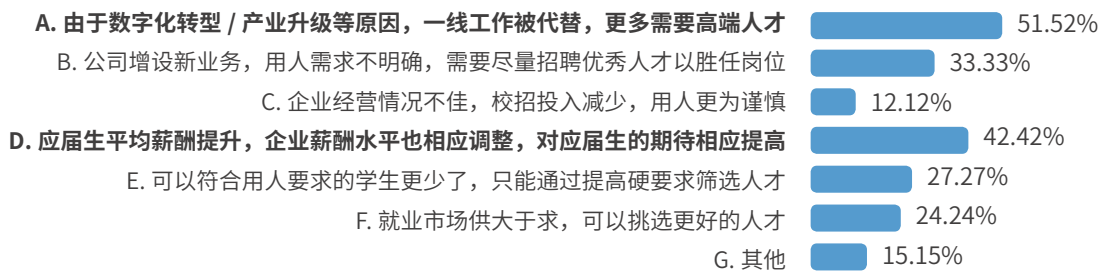 A. 由于数字化转型 / 产业升级等原因，一线工作被代替，更多需要高端人才 51.52%
B. 公司增设新业务，用人需求不明确，需要尽量招聘优秀人才以胜任岗位 33.33%
C. 企业经营情况不佳，校招投入减少，用人更为谨慎 12.12%
D. 应届生平均薪酬提升，企业薪酬水平也相应调整，对应届生的期待相应提高 42.42%
E. 可以符合用人要求的学生更少了，只能通过提高硬要求筛选人才 27.27%
F. 就业市场供大于求，可以挑选更好的人才 24.24%
G. 其他 15.15%